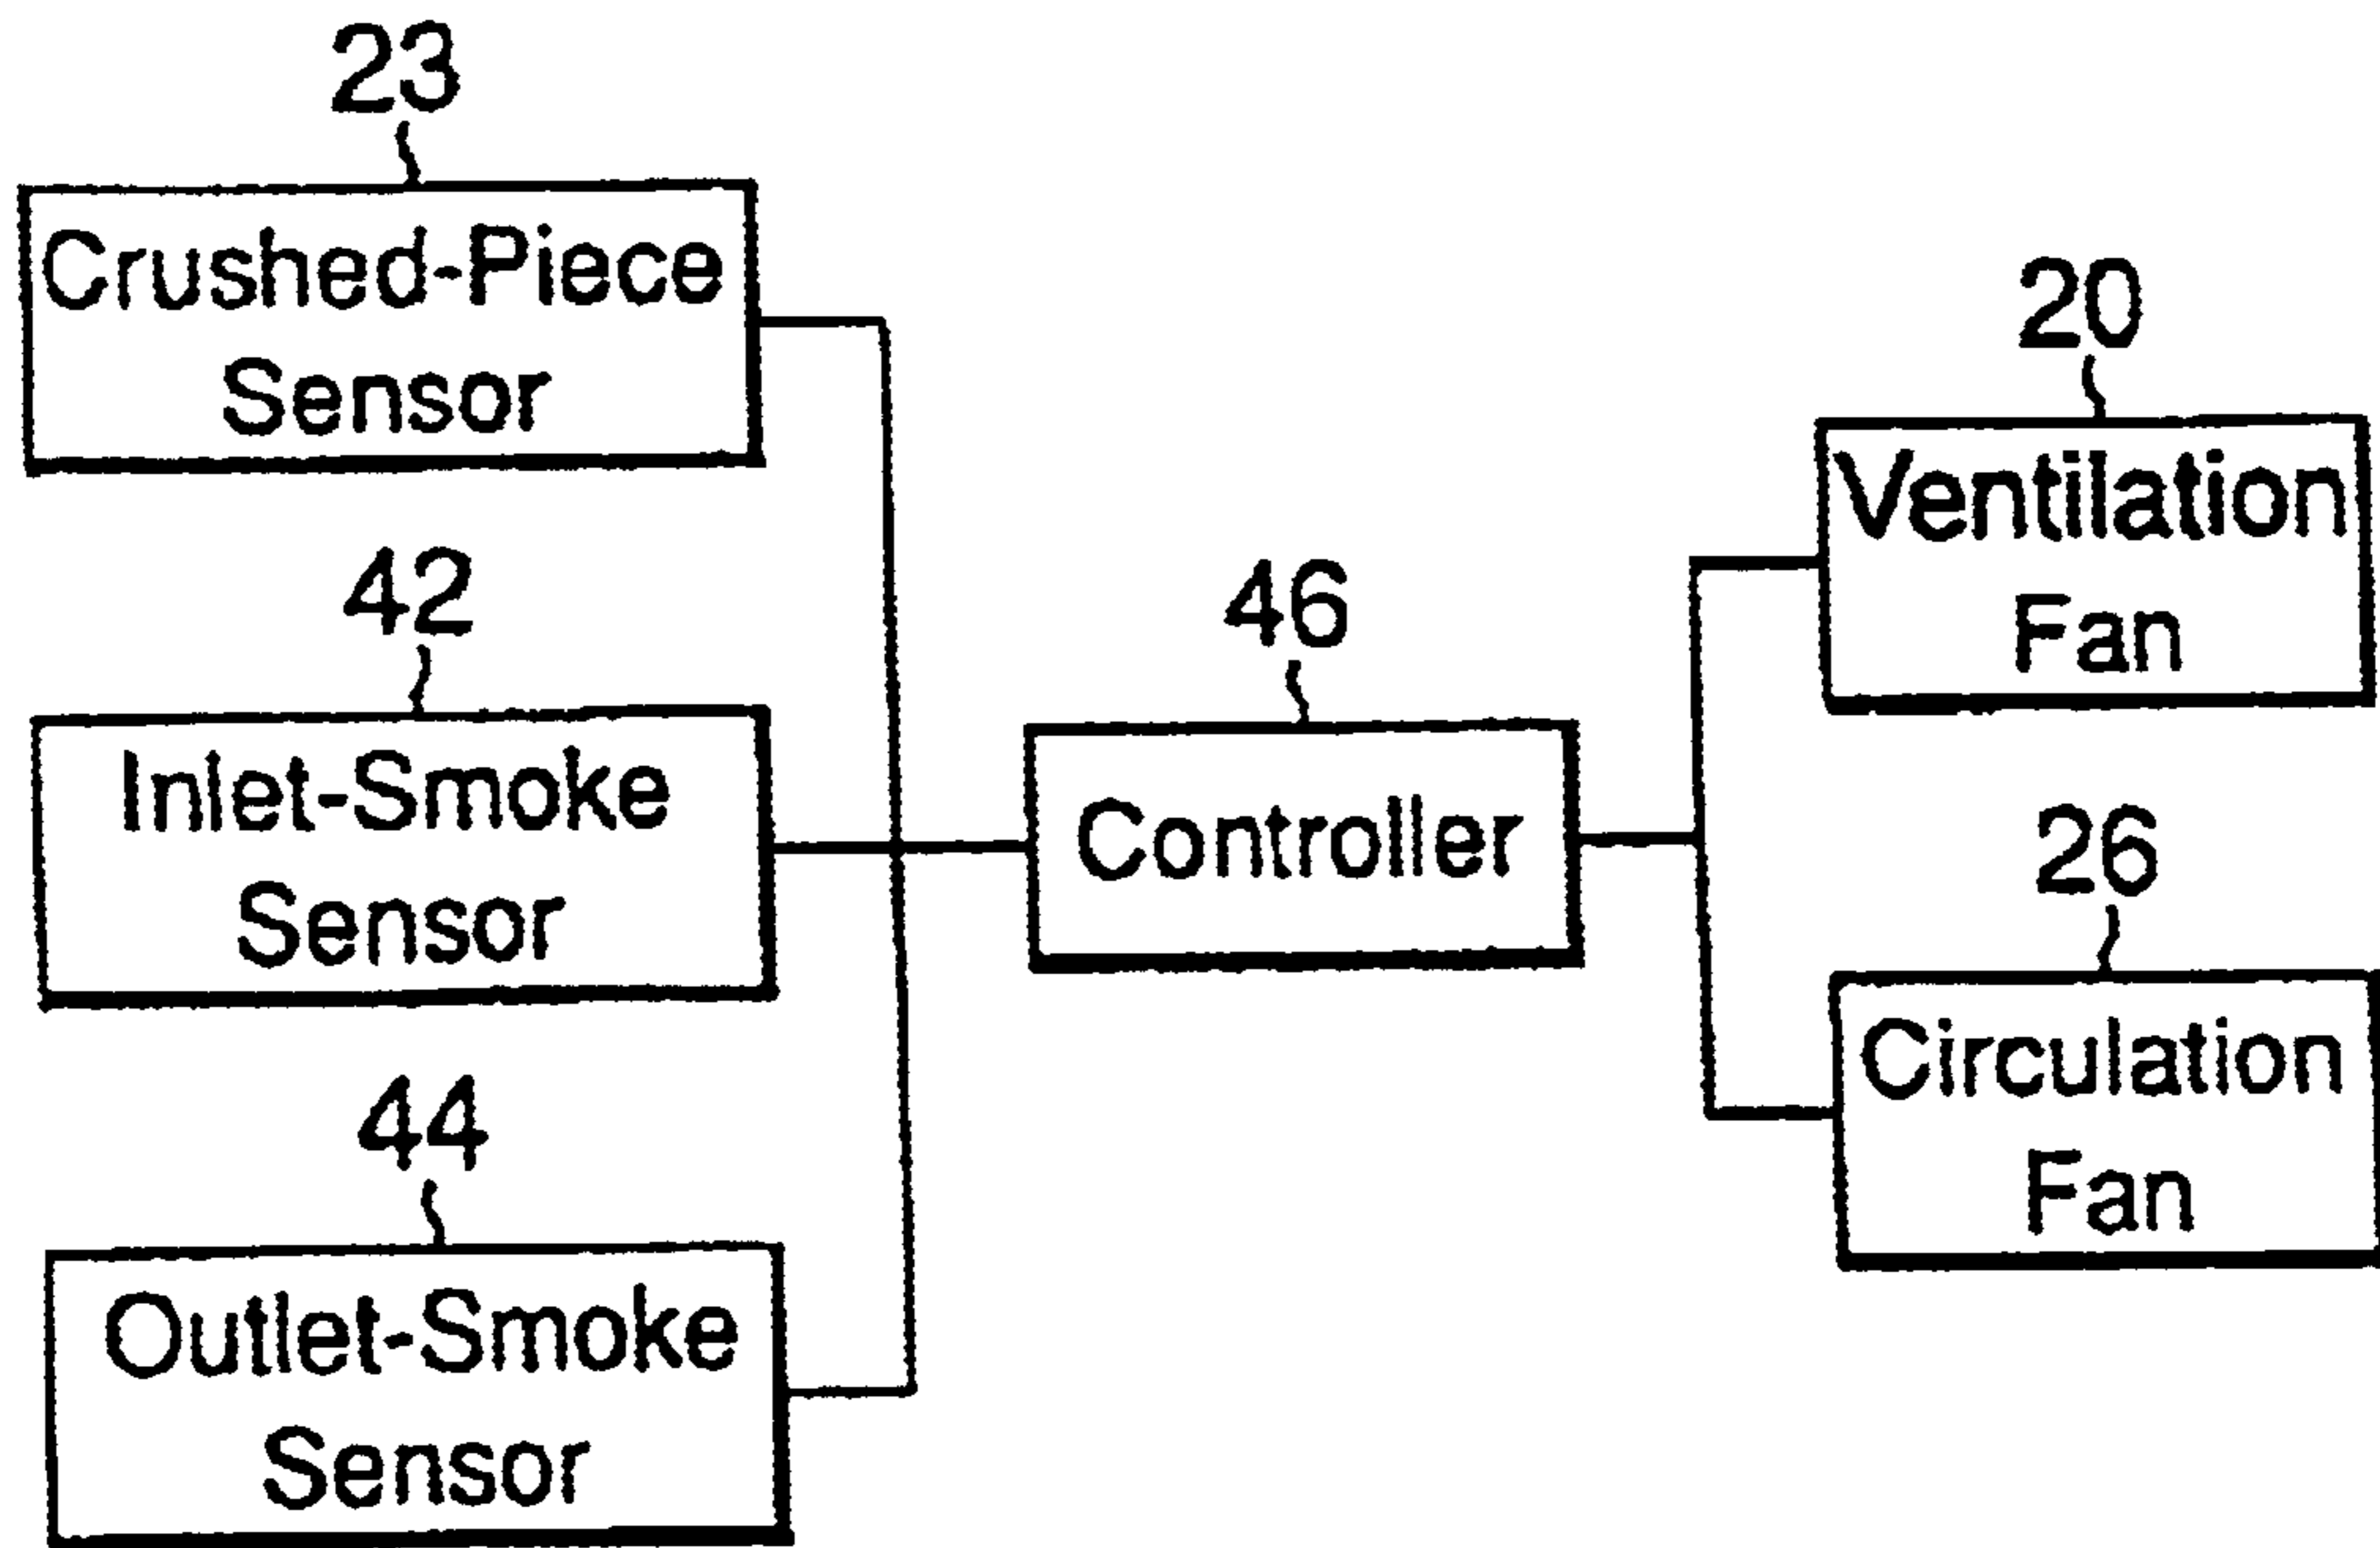 23
Crushed-Piece
Sensor
42
Inlet-Smoke
Sensor
44
Outlet-Smoke
Sensor
46
Controller
20
Ventilation
Fan
26
Circulation
Fan